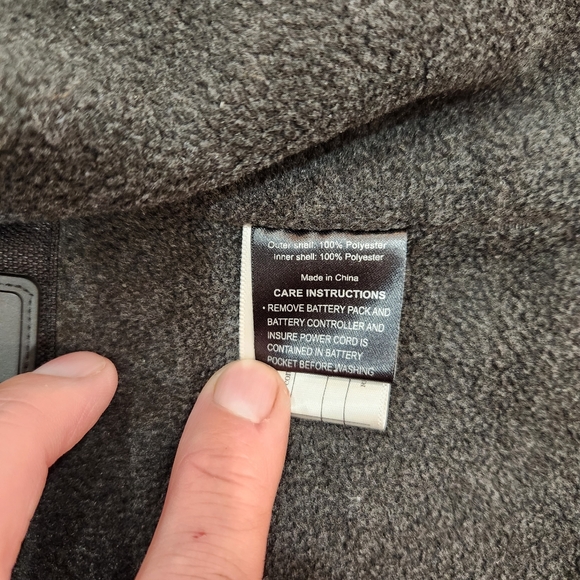 Outer shell: 100% Polyester
Inner shell: 100% Polyester
Made in China
CARE INSTRUCTIONS
• REMOVE BATTERY PACK AND
BATTERY CONTROLLER AND
INSURE POWER CORD IS
CONTAINED IN BATTERY
POCKET BEFORE WASHING